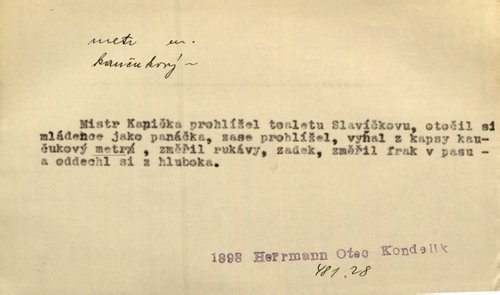 metr m.
kaučukový ~
Mistr Kapička prohlížel toaletu Slavíčkovu, otočil si
mládence jako panáčka, zase prohlížel, vyňal z kapsy kau-
čukový metrý , změřil rukávy, zadek, změřil frak v pasu -
a oddechl si z hluboka.
1898 Herrmann Otec Kondelík
481.28